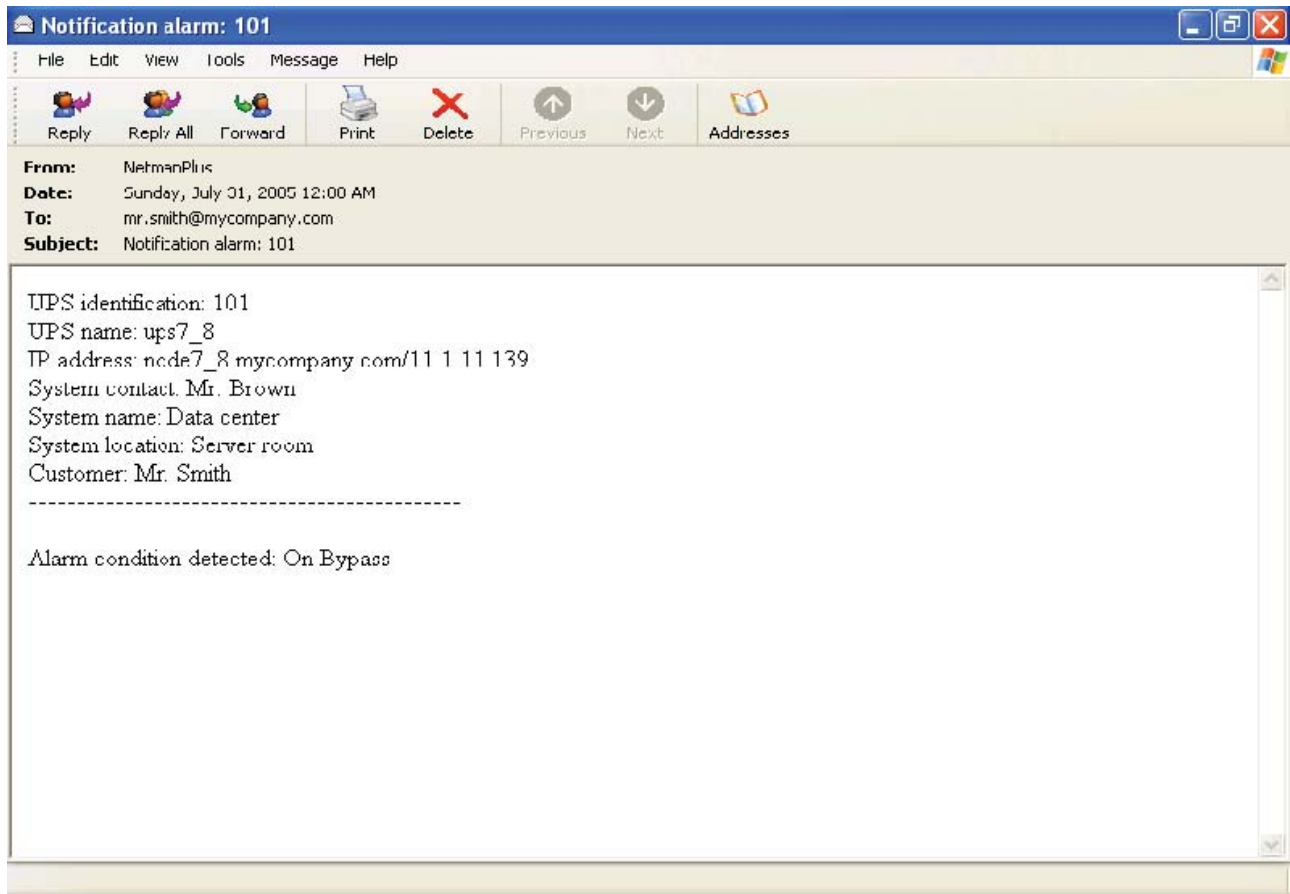 Notification alarm: 101
File Edit View Tools Message Help
Reply Reply All Forward Print Delete Previous Next Addresses
From: NetmanPlus
Date: Sunday, July 31, 2005 12:00 AM
To: mr.smith@mycompany.com
Subject: Notification alarm: 101
UPS identification: 101
UPS name: ups7_8
IP address: node7_8.mycompany.com/11.1.11.139
System contact: Mr. Brown
System name: Data center
System location: Server room
Customer: Mr. Smith
---------------------------------------------
Alarm condition detected: On Bypass